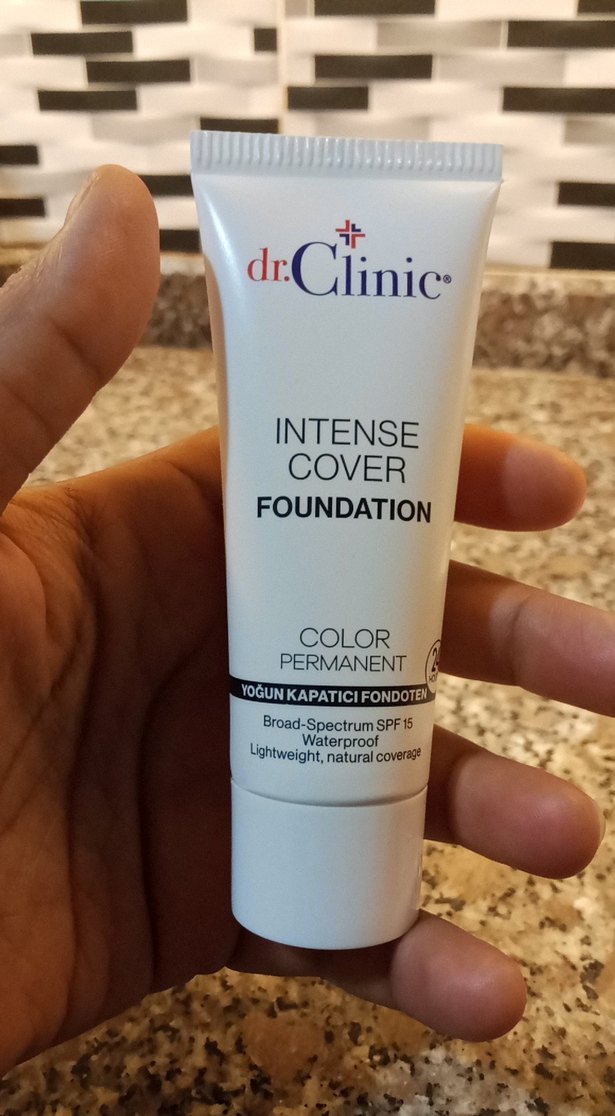 dr.Clinic®
INTENSE
COVER
FOUNDATION
COLOR
PERMANENT
YOĞUN KAPATICI FONDOTEN
Broad-Spectrum SPF 15
Waterproof
Lightweight, natural coverage